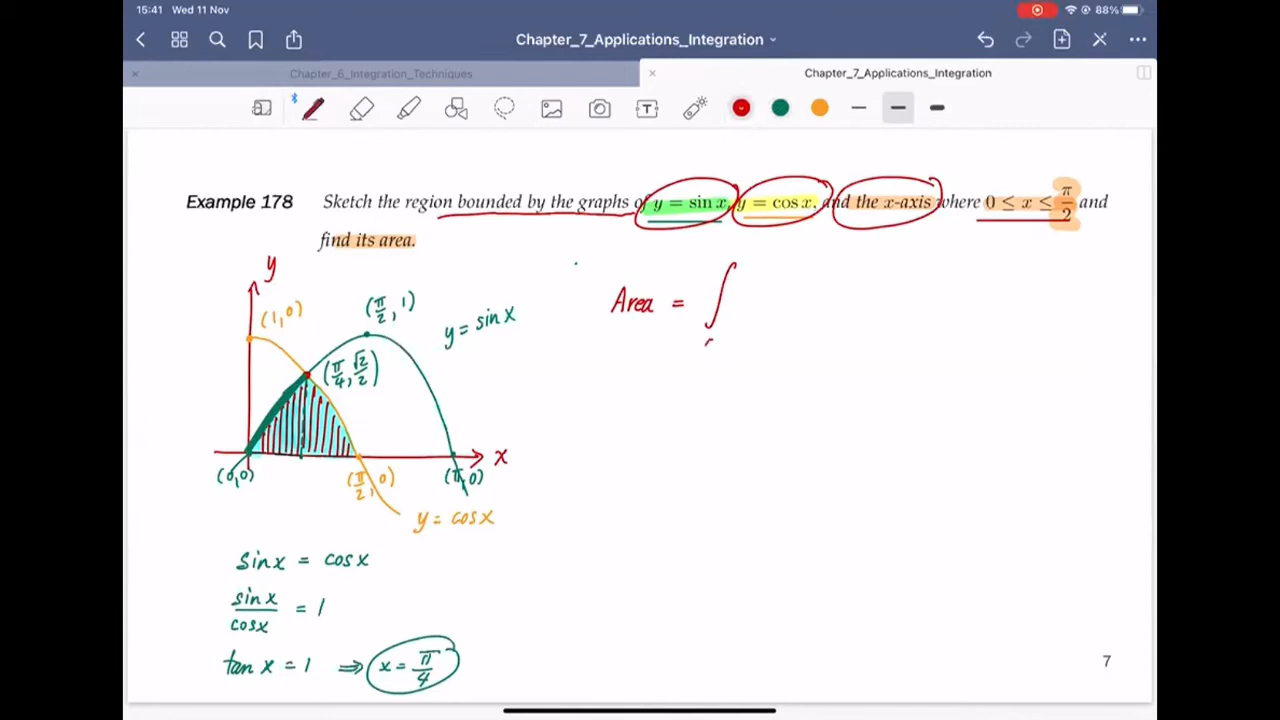 15:41 Wed 11 Nov
88%
Chapter_7_Applications_Integration
Chapter_6_Integration_Techniques
Chapter_7_Applications_Integration
Example 178 Sketch the region bounded by the graphs of y = sin x, y = cos x, and the x-axis where 0 ≤ x ≤ π/2 and
find its area.
y
(1,0)
(π/2, 1)
y = sin x
Area = ∫
(π/4, √2/2)
x
(0,0)
(π/2, 0)
(π,0)
y = cos x
sin x = cos x
sin x / cos x = 1
tan x = 1 ⇒ x = π/4
7